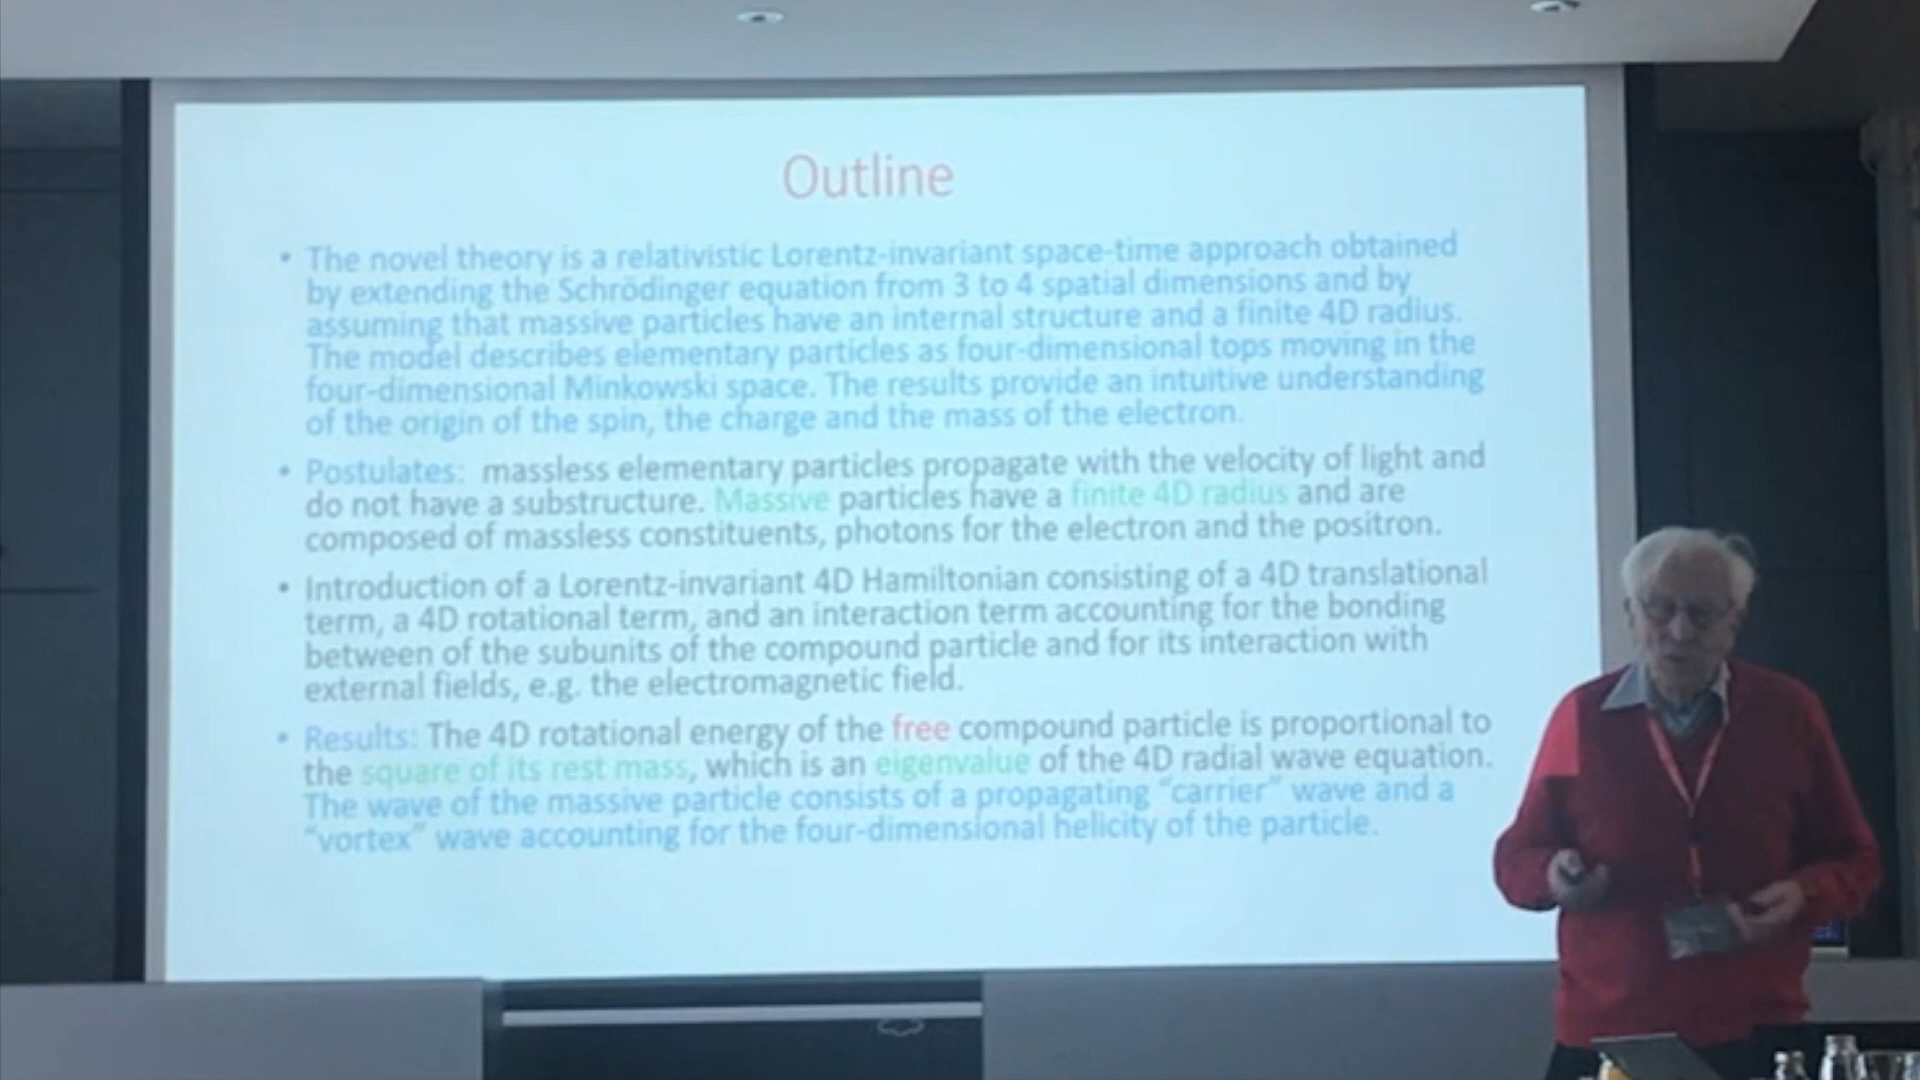 Outline
• The novel theory is a relativistic Lorentz-invariant space-time approach obtained
by extending the Schrödinger equation from 3 to 4 spatial dimensions and by
assuming that massive particles have an internal structure and a finite 4D radius.
The model describes elementary particles as four-dimensional tops moving in the
four-dimensional Minkowski space. The results provide an intuitive understanding
of the origin of the spin, the charge and the mass of the electron.
• Postulates: massless elementary particles propagate with the velocity of light and
do not have a substructure. Massive particles have a finite 4D radius and are
composed of massless constituents, photons for the electron and the positron.
• Introduction of a Lorentz-invariant 4D Hamiltonian consisting of a 4D translational
term, a 4D rotational term, and an interaction term accounting for the bonding
between of the subunits of the compound particle and for its interaction with
external fields, e.g. the electromagnetic field.
• Results: The 4D rotational energy of the free compound particle is proportional to
the square of its rest mass, which is an eigenvalue of the 4D radial wave equation.
The wave of the massive particle consists of a propagating “carrier” wave and a
“vortex” wave accounting for the four-dimensional helicity of the particle.